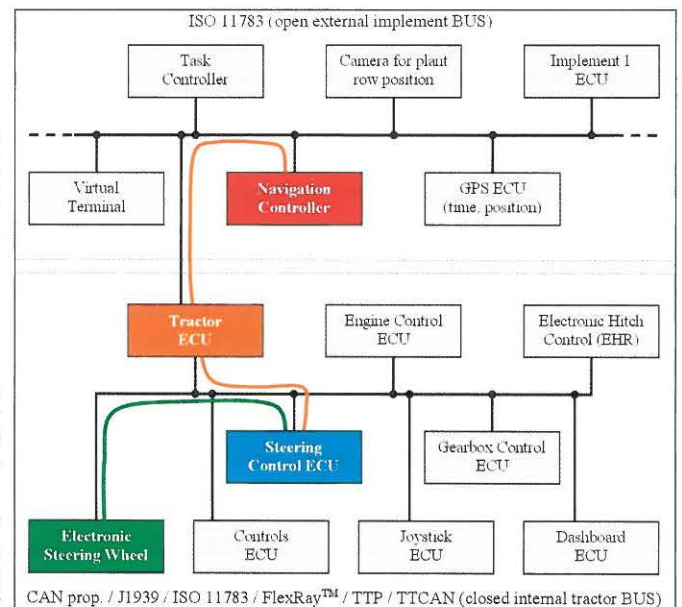 ISO 11783 (open external implement BUS)
Task
Controller
Camera for plant
row position
Implement 1
ECU
Virtual
Terminal
Navigation
Controller
GPS ECU
(time, position)
Tractor
ECU
Engine Control
ECU
Electronic Hitch
Control (EHR)
Steering
Control ECU
Gearbox Control
ECU
Electronic
Steering Wheel
Controls
ECU
Joystick
ECU
Dashboard
ECU
CAN prop. / J1939 / ISO 11783 / FlexRay™ / TTP / TTCAN (closed internal tractor BUS)